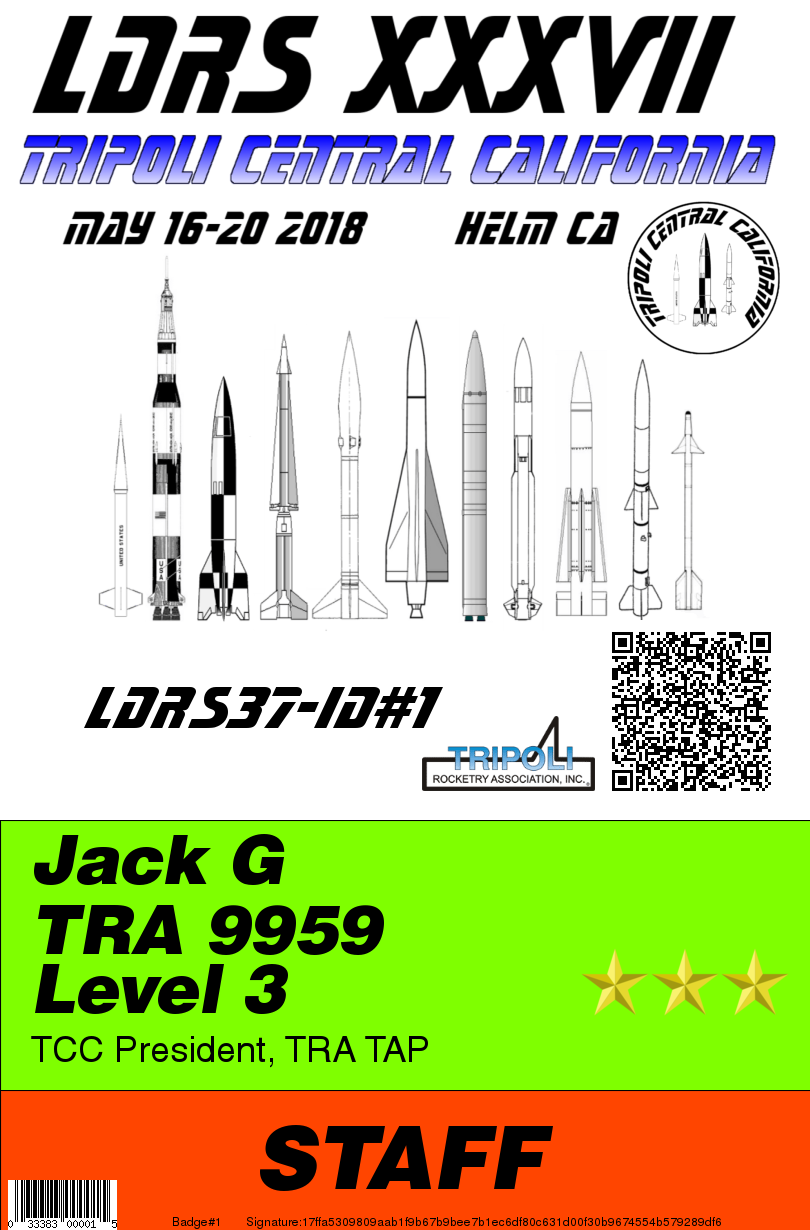 LDRS XXXVII
TRIPOLI CENTRAL CALIFORNIA
MAY 16-20 2018 HELM CA
TRIPOLI CENTRAL CALIFORNIA
UNITED STATES
USA
LDRS37-ID#1
TRIPOLI
ROCKETRY ASSOCIATION, INC.
Jack G
TRA 9959
Level 3
TCC President, TRA TAP
STAFF
0 33383 00001 5
Badge#1 Signature:17ffa5309809aab1f9b67b9bee7b1ec6df80c631d00f30b9674554b579289df6